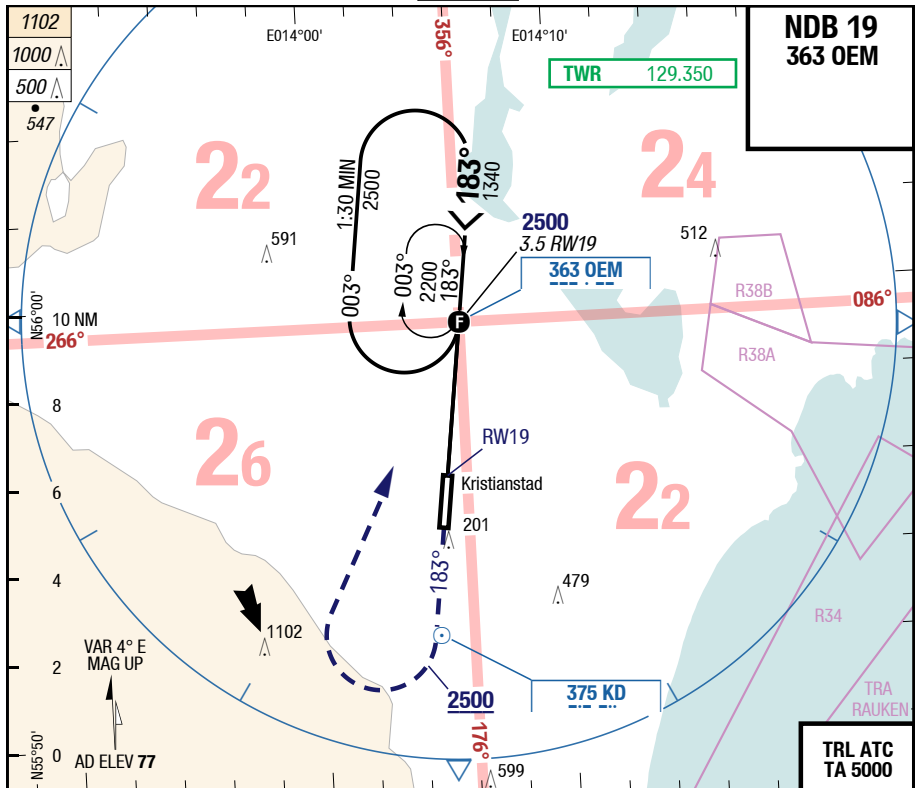 1102
1000
500
547
E014°00'
E014°10'
356°
TWR 129.350
NDB 19
363 OEM
22
24
1:30 MIN
2500
183°
1340
591
003°
003°
2200
183°
2500
3.5 RW19
363 OEM
512
R38B
086°
N56°00'
10 NM
266°
F
R38A
8
26
RW19
Kristianstad
22
6
201
183°
479
4
1102
R34
VAR 4° E
MAG UP
2
2500
375 KD
TRA
RAUKEN
176°
N55°50'
0
AD ELEV 77
599
TRL ATC
TA 5000